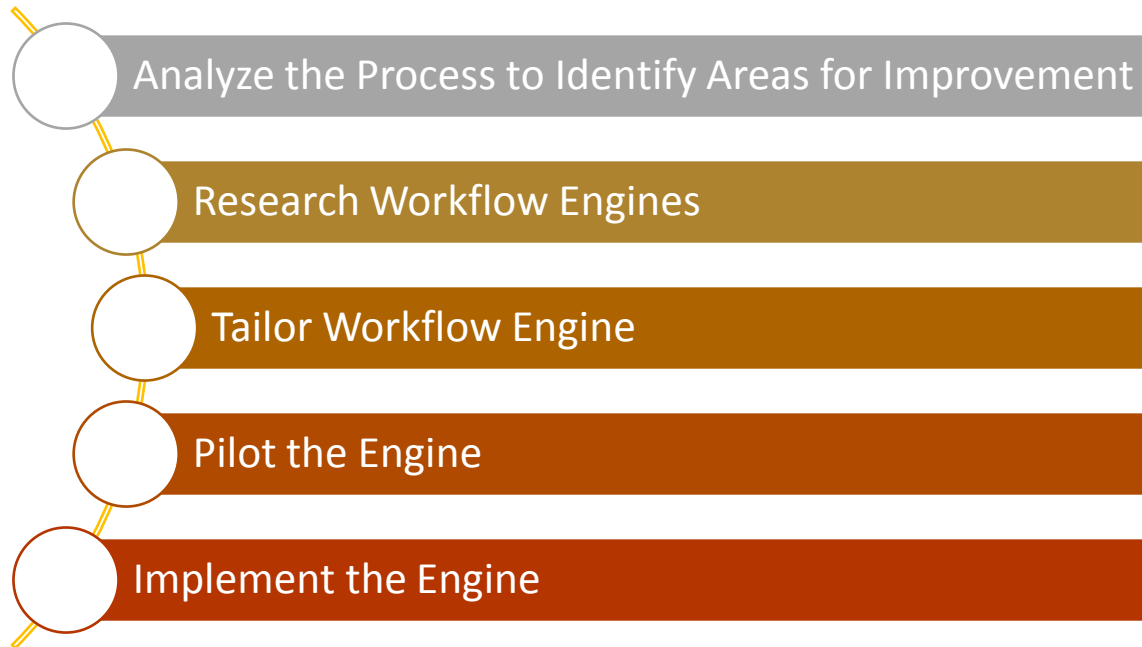 Analyze the Process to Identify Areas for Improvement
Research Workflow Engines
Tailor Workflow Engine
Pilot the Engine
Implement the Engine